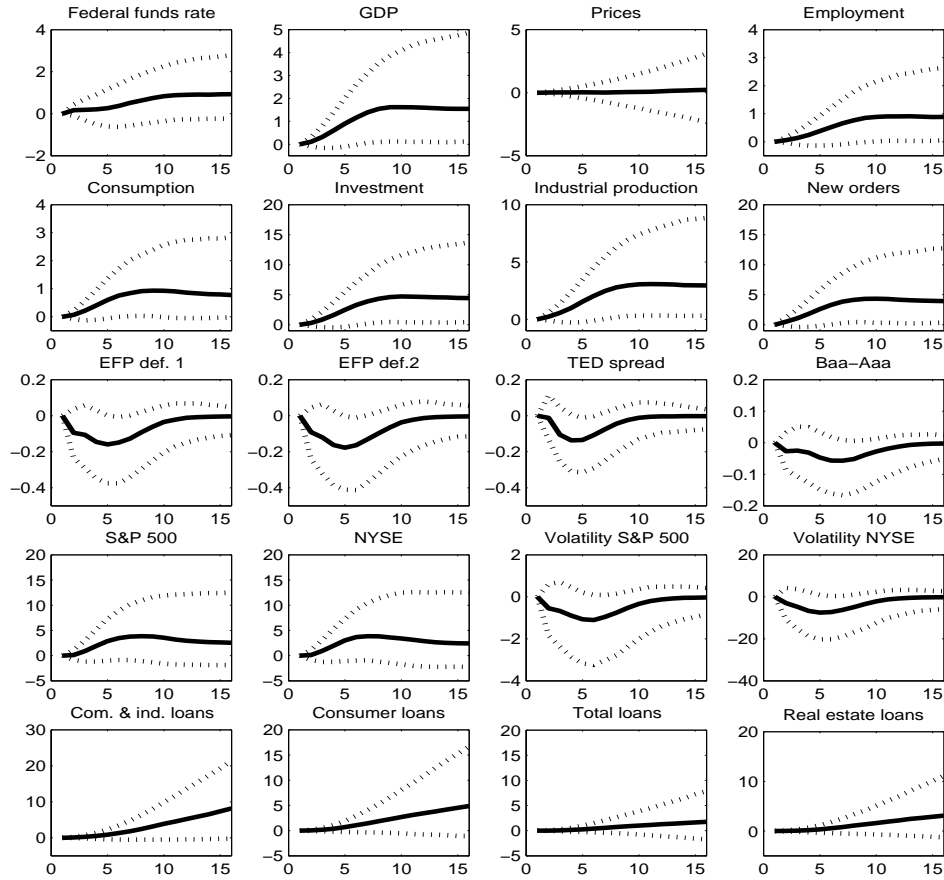 Federal funds rate
4
2
0
−2
0 5 10 15
GDP
5
4
3
2
1
0
0 5 10 15
Prices
5
0
−5
0 5 10 15
Employment
4
3
2
1
0
0 5 10 15
Consumption
4
3
2
1
0
0 5 10 15
Investment
20
15
10
5
0
0 5 10 15
Industrial production
10
5
0
0 5 10 15
New orders
20
15
10
5
0
0 5 10 15
EFP def. 1
0.2
0
−0.2
−0.4
0 5 10 15
EFP def.2
0.2
0
−0.2
−0.4
0 5 10 15
TED spread
0.2
0
−0.2
−0.4
0 5 10 15
Baa−Aaa
0.2
0.1
0
−0.1
−0.2
0 5 10 15
S&P 500
20
15
10
5
0
−5
0 5 10 15
NYSE
20
15
10
5
0
−5
0 5 10 15
Volatility S&P 500
2
0
−2
−4
0 5 10 15
Volatility NYSE
20
0
−20
−40
0 5 10 15
Com. & ind. loans
30
20
10
0
0 5 10 15
Consumer loans
20
15
10
5
0
−5
0 5 10 15
Total loans
20
15
10
5
0
−5
0 5 10 15
Real estate loans
20
10
0
0 5 10 15